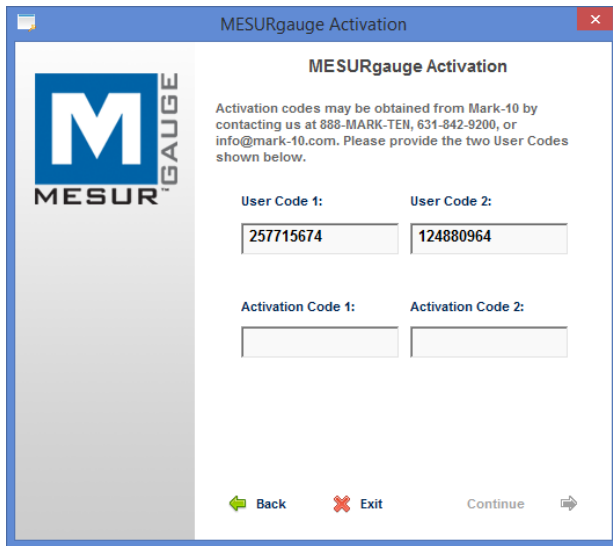 MESURgauge Activation
M
GAUGE
MESUR™
MESURgauge Activation
Activation codes may be obtained from Mark-10 by
contacting us at 888-MARK-TEN, 631-842-9200, or
info@mark-10.com. Please provide the two User Codes
shown below.
User Code 1: User Code 2:
257715674 124880964
Activation Code 1: Activation Code 2:
Back Exit Continue